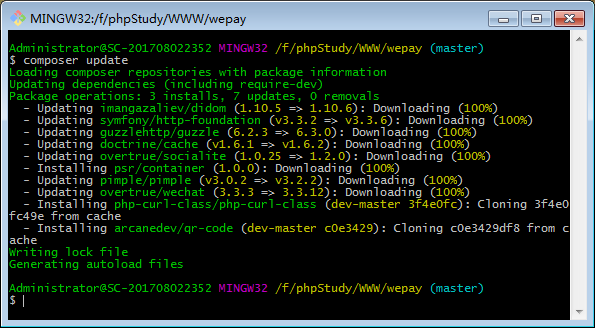 MINGW32:/f/phpStudy/WWW/wepay
Administrator@SC-201708022352 MINGW32 /f/phpStudy/WWW/wepay (master)
$ composer update
Loading composer repositories with package information
Updating dependencies (including require-dev)
Package operations: 3 installs, 7 updates, 0 removals
  - Updating imangazaliev/didom (1.10.5 => 1.10.6): Downloading (100%)
  - Updating symfony/http-foundation (v3.3.2 => v3.3.6): Downloading (100%)
  - Updating guzzlehttp/guzzle (6.2.3 => 6.3.0): Downloading (100%)
  - Updating doctrine/cache (v1.6.1 => v1.6.2): Downloading (100%)
  - Updating overtrue/socialite (1.0.25 => 1.2.0): Downloading (100%)
  - Installing psr/container (1.0.0): Downloading (100%)
  - Updating pimple/pimple (v3.0.2 => v3.2.2): Downloading (100%)
  - Updating overtrue/wechat (3.3.3 => 3.3.12): Downloading (100%)
  - Installing php-curl-class/php-curl-class (dev-master 3f4e0fc): Cloning 3f4e0
fc49e from cache
  - Installing arcanedev/qr-code (dev-master c0e3429): Cloning c0e3429df8 from c
ache
Writing lock file
Generating autoload files
Administrator@SC-201708022352 MINGW32 /f/phpStudy/WWW/wepay (master)
$